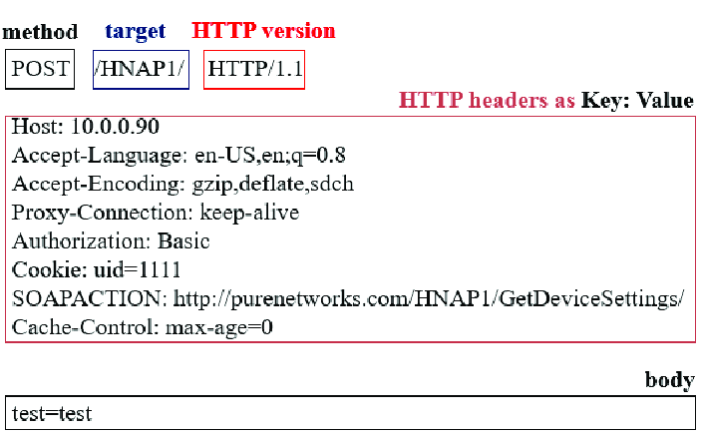 method target HTTP version
POST /HNAP1/ HTTP/1.1
HTTP headers as Key: Value
Host: 10.0.0.90
Accept-Language: en-US,en;q=0.8
Accept-Encoding: gzip,deflate,sdch
Proxy-Connection: keep-alive
Authorization: Basic
Cookie: uid=1111
SOAPACTION: http://purenetworks.com/HNAP1/GetDeviceSettings/
Cache-Control: max-age=0
body
test=test